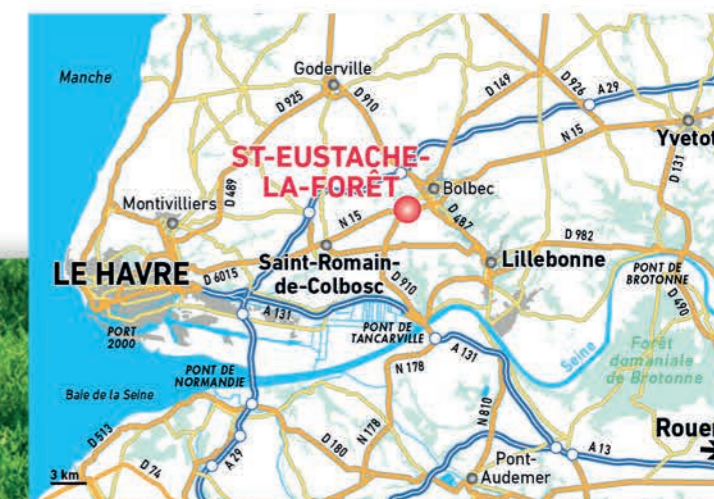 Manche
Goderville
D 149
D 926
A 29
D 925
D 910
N 15
Yvetot
ST-EUSTACHE-
LA-FORÊT
D 131
D 489
Bolbec
Montivilliers
N 15
D 487
D 982
LE HAVRE
D 6015
Saint-Romain-
de-Colbosc
D 910
Lillebonne
PONT DE
BROTONNE
D 490
PORT
2000
A 131
PONT DE
TANCARVILLE
A 131
Seine
Forêt
domaniale
de Brotonne
PONT DE
NORMANDIE
N 178
Baie de la Seine
N 810
D 513
D 180
N 178
A 13
Rouen
A 29
D 74
3 km
Pont-
Audemer